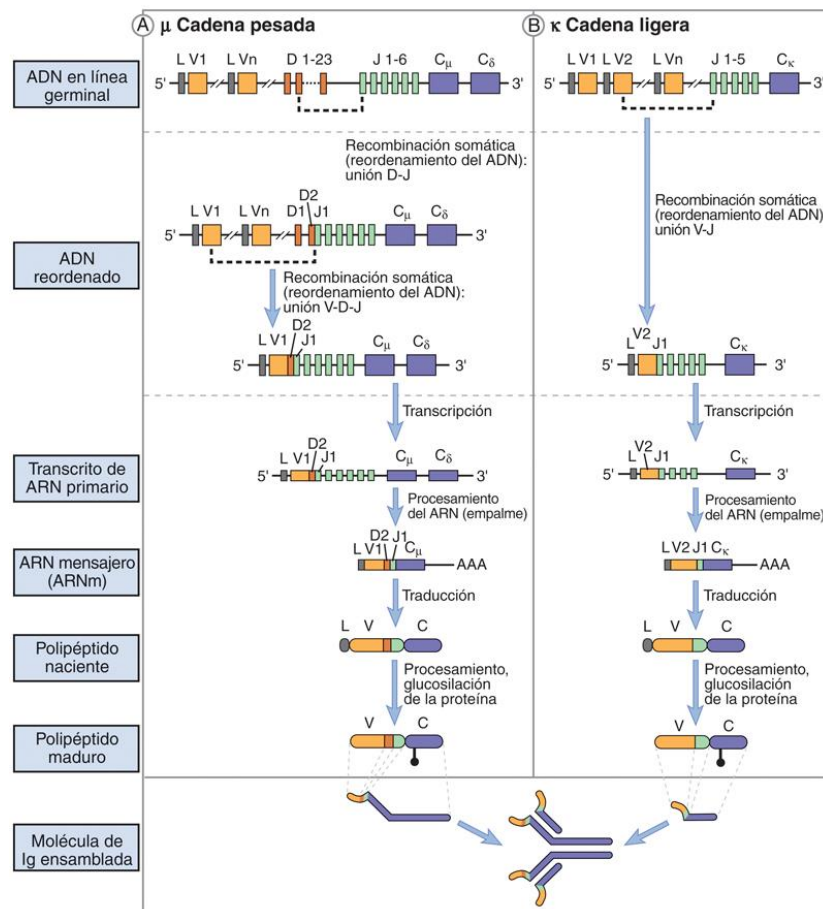 A μ Cadena pesada
B κ Cadena ligera
ADN en línea
germinal
L V1 L Vn D 1-23 J 1-6 Cμ Cδ
5' 3'
L V1 L V2 L Vn J 1-5 Cκ
5' 3'
Recombinación somática
(reordenamiento del ADN):
unión D-J
ADN
reordenado
D2
L V1 L Vn D1 J1 Cμ Cδ
5' 3'
Recombinación somática
(reordenamiento del ADN):
unión V-D-J
Recombinación somática
(reordenamiento del ADN)
unión V-J
D2
L V1 J1 Cμ Cδ
5' 3'
V2
L J1 Cκ
5' 3'
Transcripción
Transcripción
Transcrito de
ARN primario
D2
L V1 J1 Cμ Cδ
5' 3'
V2
L J1 Cκ
5' 3'
Procesamiento
del ARN (empalme)
Procesamiento
del ARN (empalme)
ARN mensajero
(ARNm)
D2 J1
L V1 Cμ
AAA
L V2 J1 Cκ
AAA
Traducción
Traducción
Polipéptido
naciente
L V C
L V C
Procesamiento,
glucosilación
de la proteína
Procesamiento,
glucosilación
de la proteína
Polipéptido
maduro
V C
V C
Molécula de
Ig ensamblada